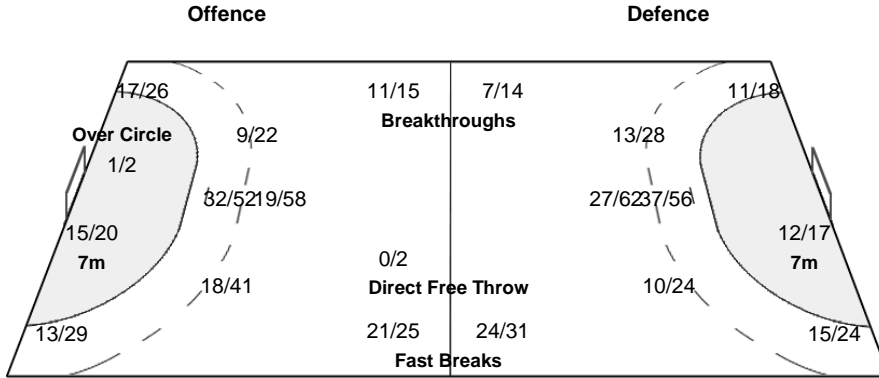 Offence Defence
17/26 11/15 7/14 11/18
Breakthroughs
Over Circle 9/22 13/28
1/2
32/52 19/58 27/62 37/56
15/20 12/17
0/2
7m 7m
18/41 Direct Free Throw 10/24
13/29 21/25 24/31 15/24
Fast Breaks